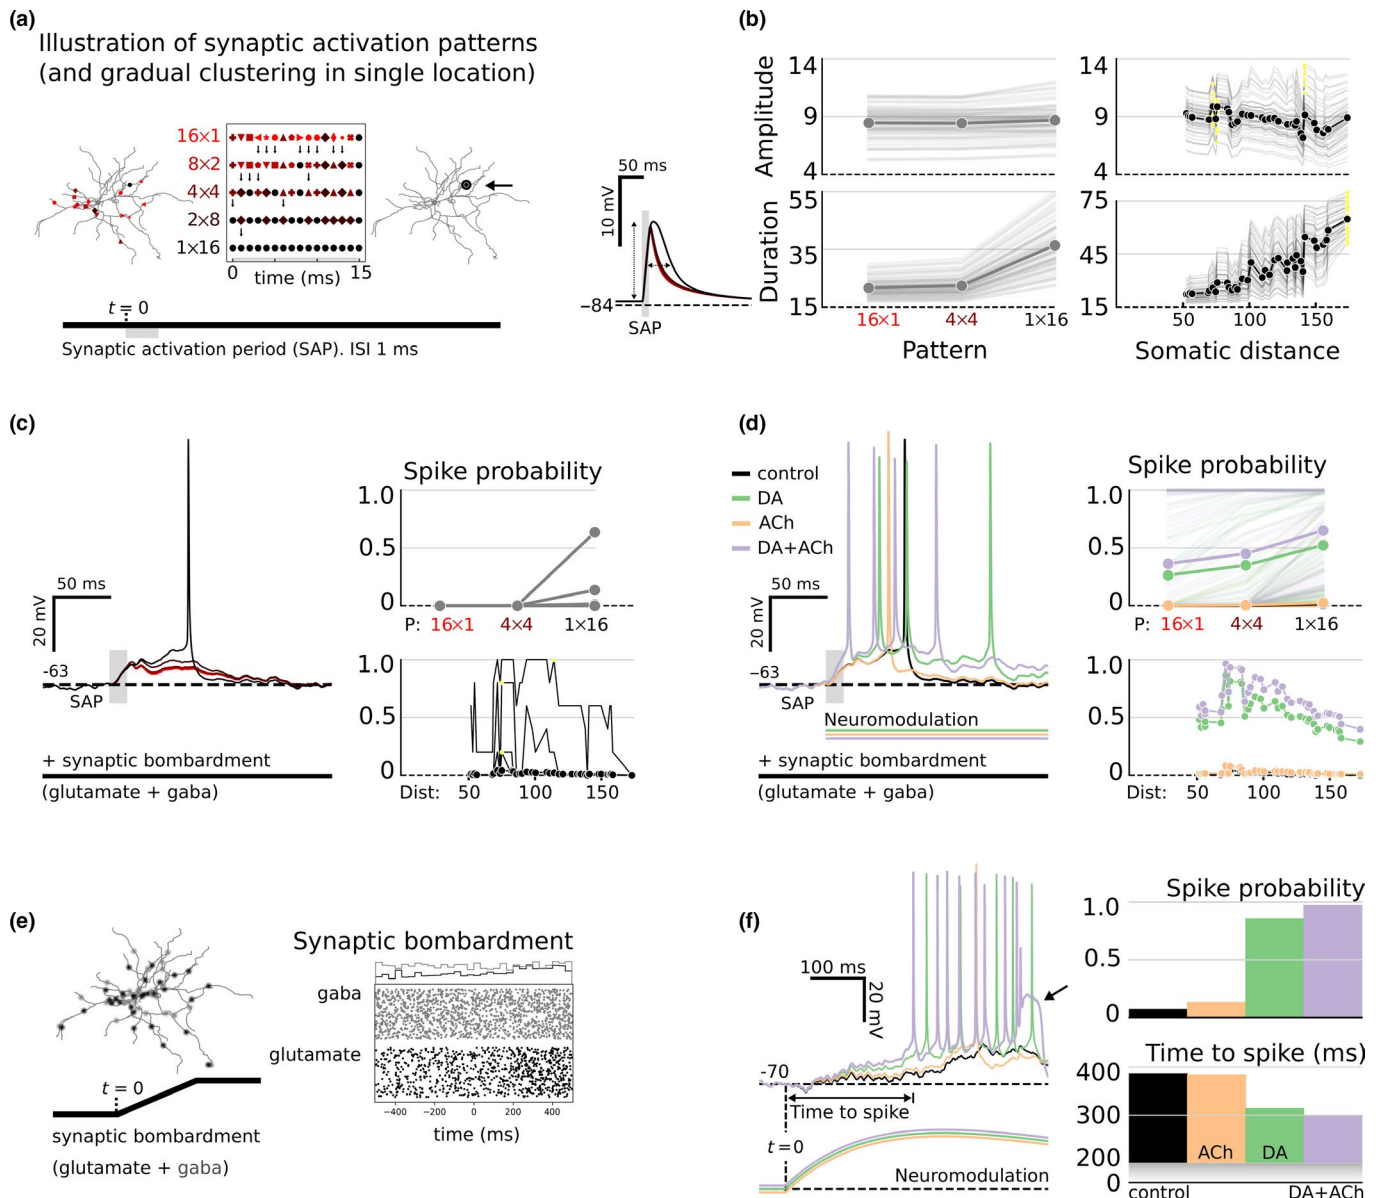 (a)
Illustration of synaptic activation patterns
(and gradual clustering in single location)
16×1
8×2
4×4
2×8
1×16
0
time (ms)
15
t = 0
Synaptic activation period (SAP). ISI 1 ms
50 ms
10 mV
−84
SAP
(b)
Amplitude
14
9
4
14
9
4
Duration
55
35
15
75
45
15
16×1
4×4
1×16
50
100
150
Pattern
Somatic distance
(c)
50 ms
20 mV
-63
SAP
+ synaptic bombardment
(glutamate + gaba)
Spike probability
1.0
0.5
0
P: 16×1
4×4
1×16
1.0
0.5
0
Dist: 50
100
150
(d)
control
DA
ACh
DA+ACh
50 ms
20 mV
−63
SAP
Neuromodulation
+ synaptic bombardment
(glutamate + gaba)
Spike probability
1.0
0.5
0
P: 16×1
4×4
1×16
1.0
0.5
0
Dist: 50
100
150
(e)
t = 0
synaptic bombardment
(glutamate + gaba)
Synaptic bombardment
gaba
glutamate
−400
−200
0
200
400
time (ms)
(f)
100 ms
20 mV
-70
Time to spike
t = 0
Neuromodulation
Spike probability
1.0
0.5
0
Time to spike (ms)
400
300
200
0
ACh
DA
control
DA+ACh